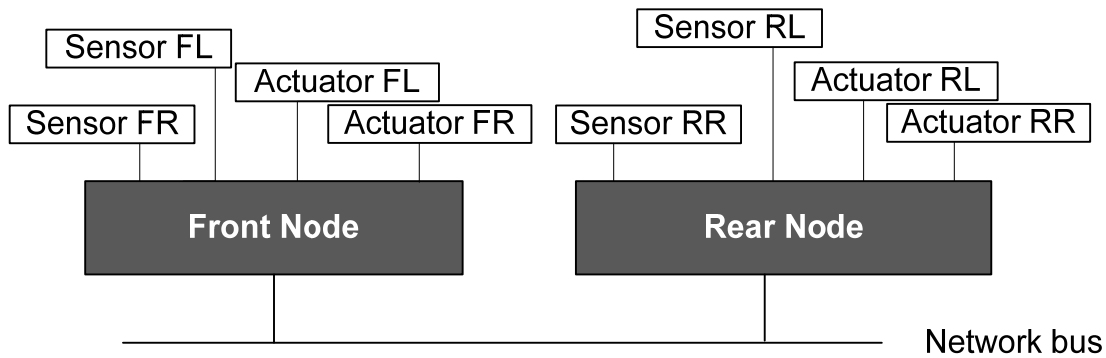 Sensor FL
Actuator FL
Sensor FR
Actuator FR
Front Node
Sensor RL
Actuator RL
Sensor RR
Actuator RR
Rear Node
Network bus